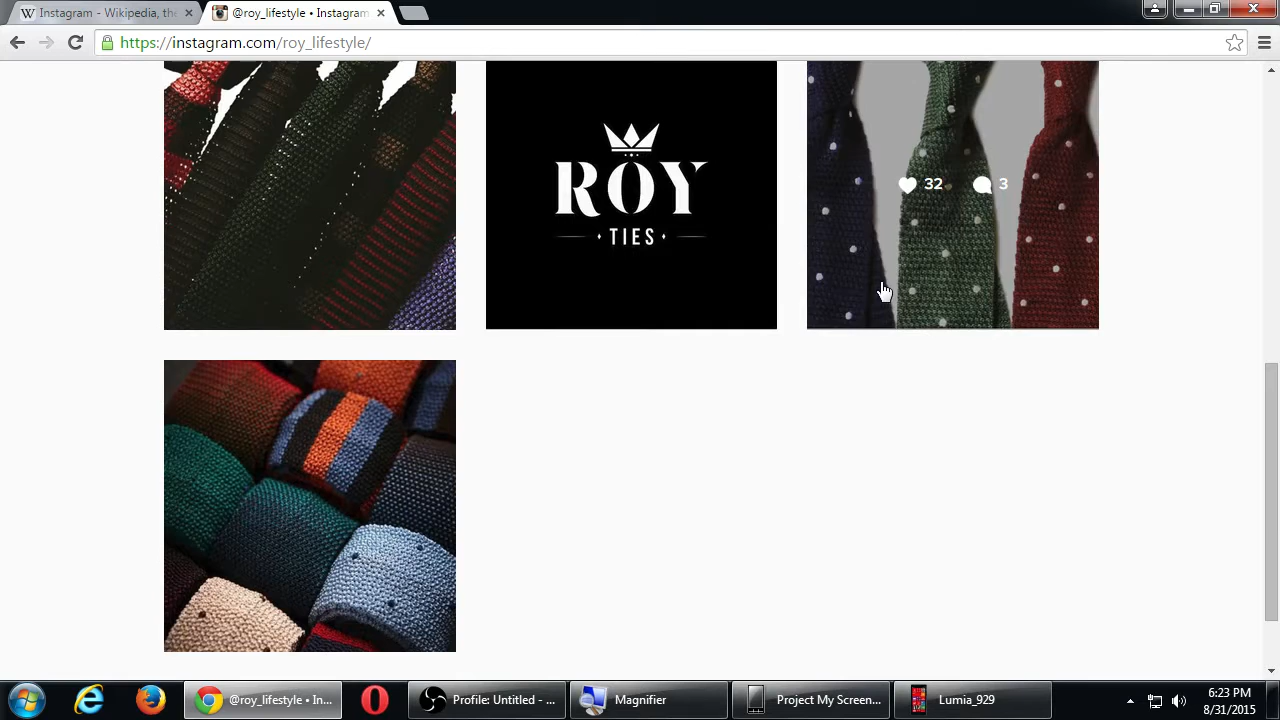 Instagram - Wikipedia, the
@roy_lifestyle • Instagram
https://instagram.com/roy_lifestyle/
ROY
TIES
32
3
@roy_lifestyle • In...
Profile: Untitled - ...
Magnifier
Project My Screen...
Lumia_929
6:23 PM
8/31/2015